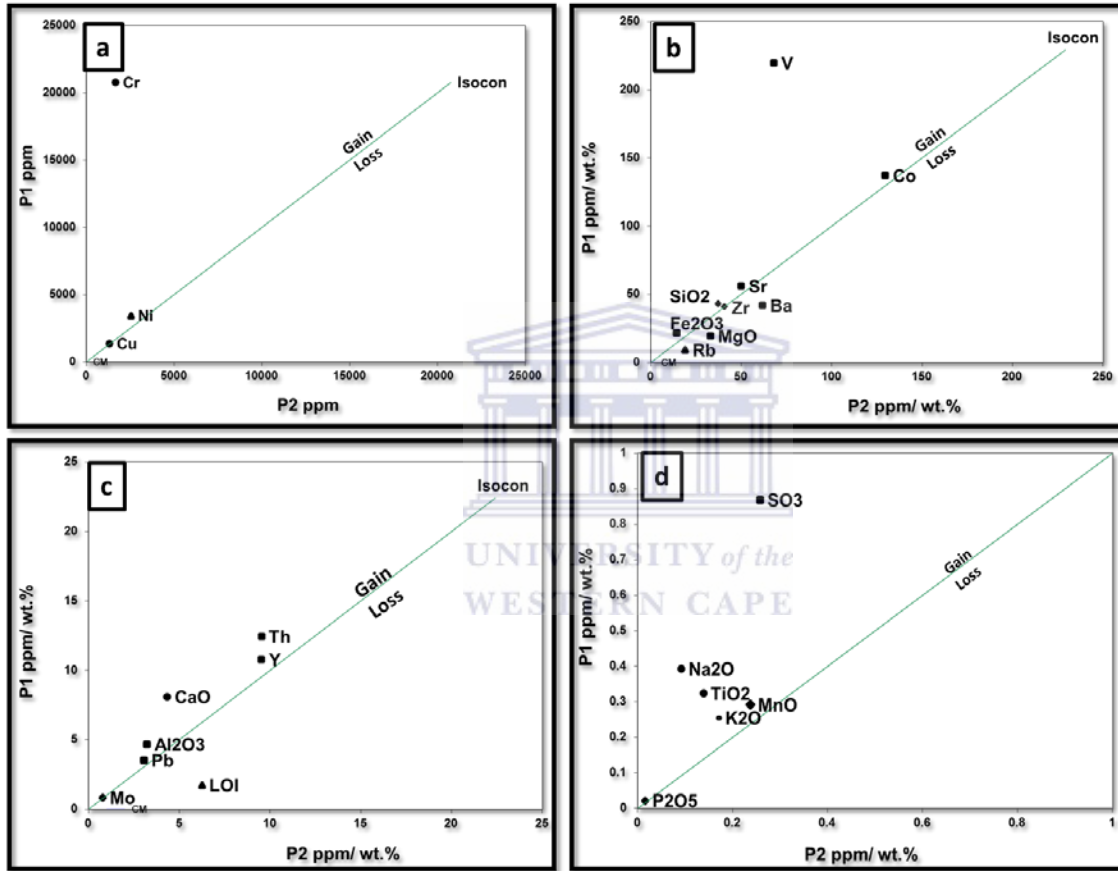 a
25000
20000
15000
10000
5000
0
P1 ppm
Cr
Isocon
Gain
Loss
Ni
Cu
CM
0 5000 10000 15000 20000 25000
P2 ppm
b
250
200
150
100
50
0
P1 ppm/ wt.%
Isocon
V
Gain
Loss
Co
Sr
SiO2
Zr
Ba
Fe2O3
MgO
Rb
CM
0 50 100 150 200 250
P2 ppm/ wt.%
UNIVERSITY of the
WESTERN CAPE
c
25
20
15
10
5
0
P1 ppm/ wt.%
Isocon
Gain
Loss
Th
Y
CaO
Al2O3
Pb
LOI
Mo
CM
0 5 10 15 20 25
P2 ppm/ wt.%
d
1
0.9
0.8
0.7
0.6
0.5
0.4
0.3
0.2
0.1
0
P1 ppm/ wt.%
SO3
Gain
Loss
Na2O
TiO2
MnO
K2O
P2O5
0 0.2 0.4 0.6 0.8 1
P2 ppm/ wt.%